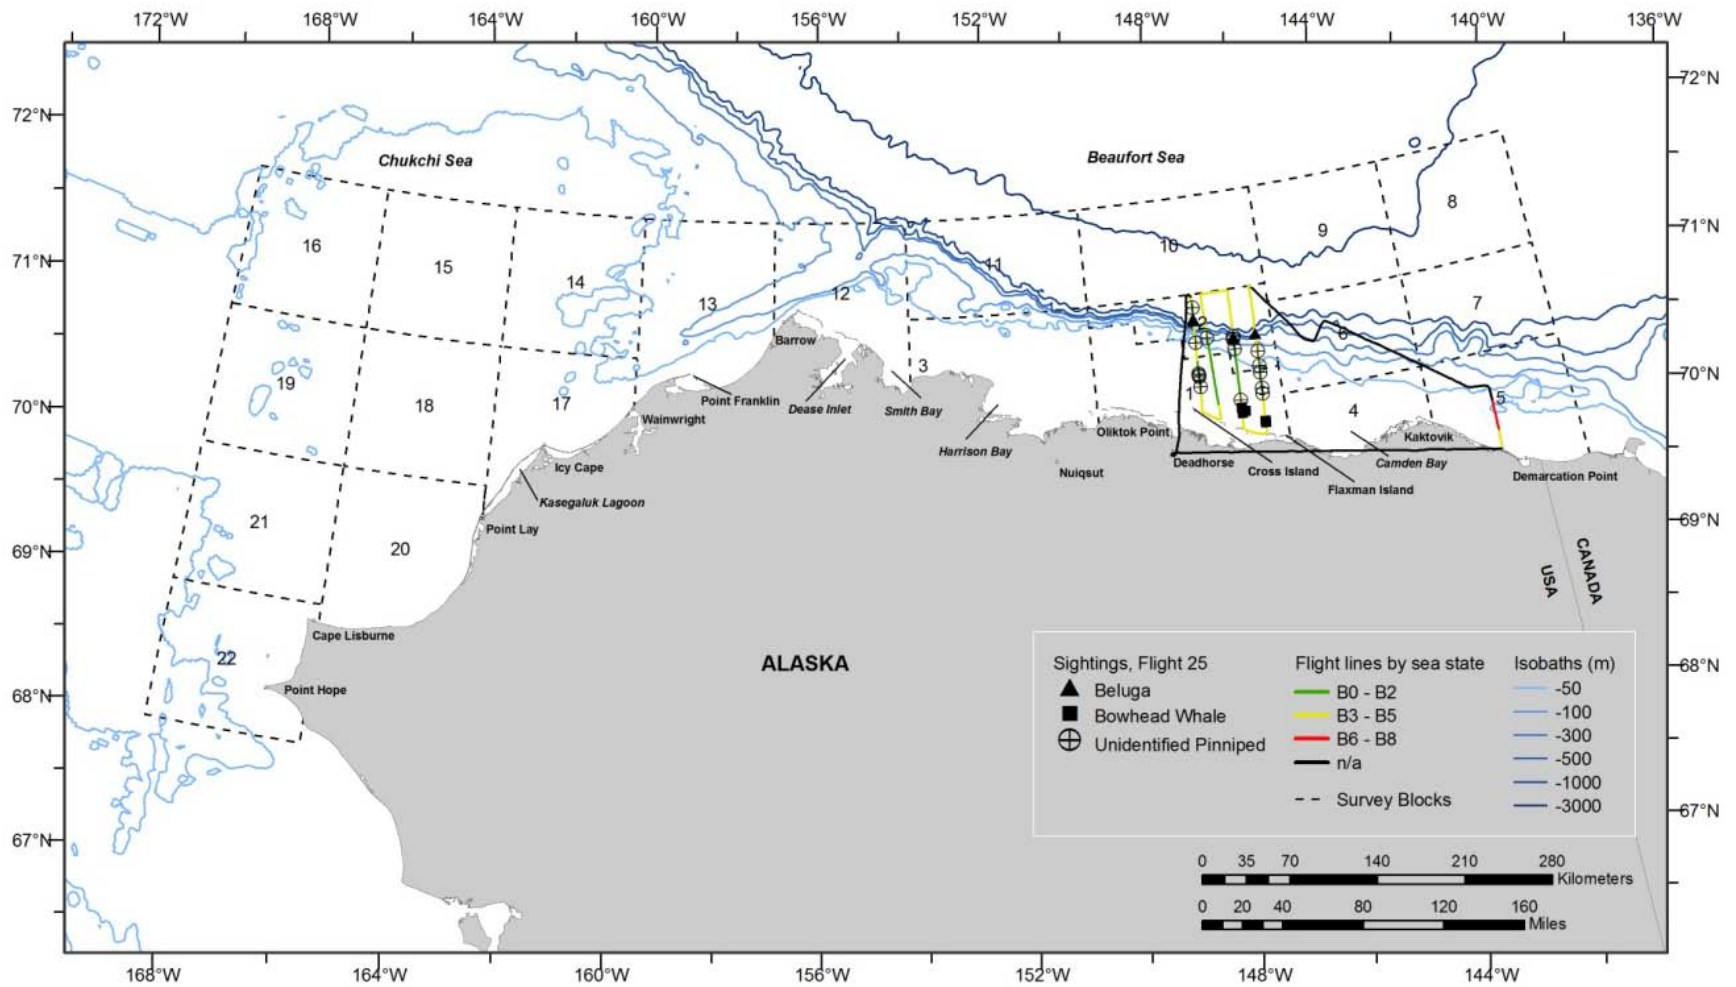 172°W 168°W 164°W 160°W 156°W 152°W 148°W 144°W 140°W 136°W
72°N
72°N
Chukchi Sea
Beaufort Sea
8
9
71°N
16
10
71°N
15
11
14
13
12
7
2
6
Barrow
70°N
19
3
1
5
70°N
18
17
Point Franklin
Dease Inlet
Smith Bay
4
Wainwright
Oliktok Point
Kaktovik
Harrison Bay
Icy Cape
Nuiqsut
Deadhorse
Cross Island
Camden Bay
Demarcation Point
Flaxman Island
Kasegaluk Lagoon
21
Point Lay
69°N
69°N
20
USA
CANADA
Cape Lisburne
22
ALASKA
68°N
Point Hope
68°N
Sightings, Flight 25
Beluga
Bowhead Whale
Unidentified Pinniped
Flight lines by sea state
B0 - B2
B3 - B5
B6 - B8
n/a
Survey Blocks
Isobaths (m)
-50
-100
-300
-500
-1000
-3000
67°N
67°N
0 35 70 140 210 280
Kilometers
0 20 40 80 120 160
Miles
168°W 164°W 160°W 156°W 152°W 148°W 144°W